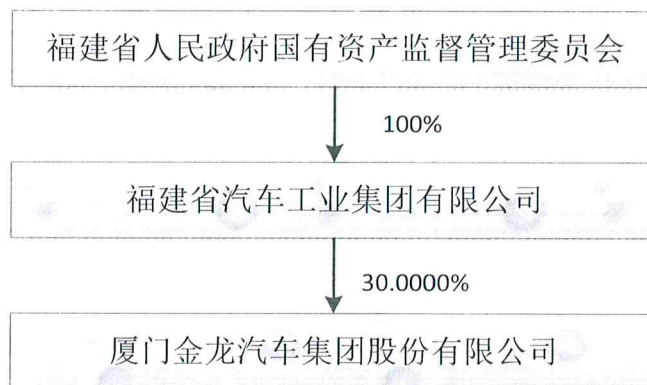 福建省人民政府国有资产监督管理委员会
100%
福建省汽车工业集团有限公司
30.0000%
厦门金龙汽车集团股份有限公司